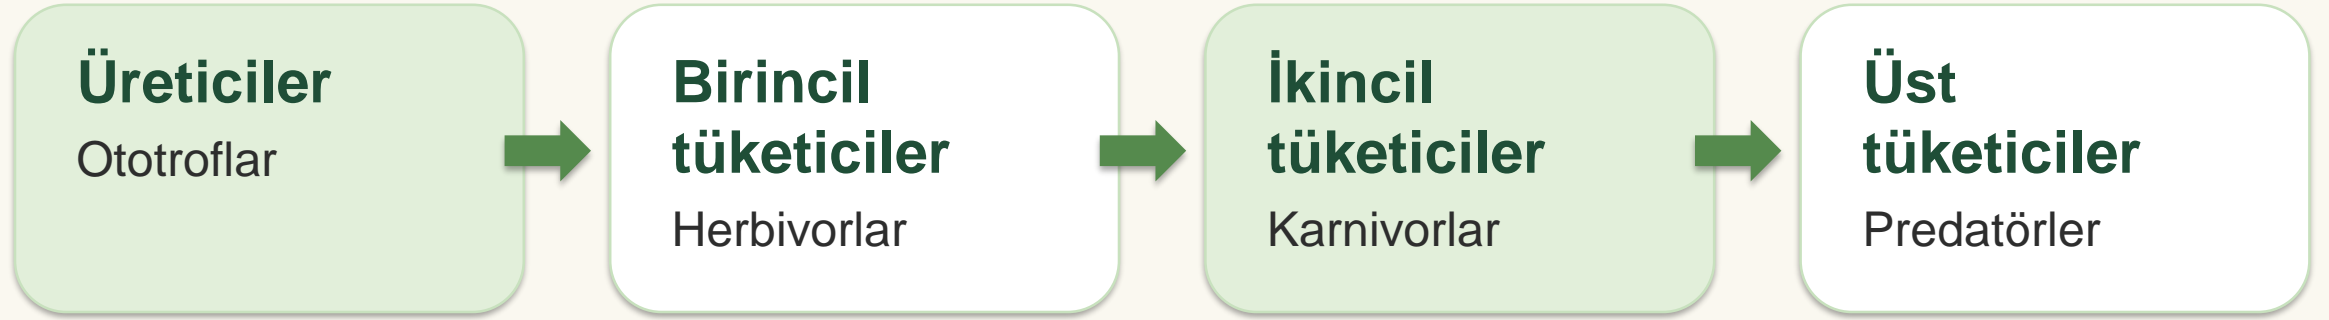 Üreticiler
Ototroflar
Birincil
tüketiciler
Herbivorlar
İkincil
tüketiciler
Karnivorlar
Üst
tüketiciler
Predatörler